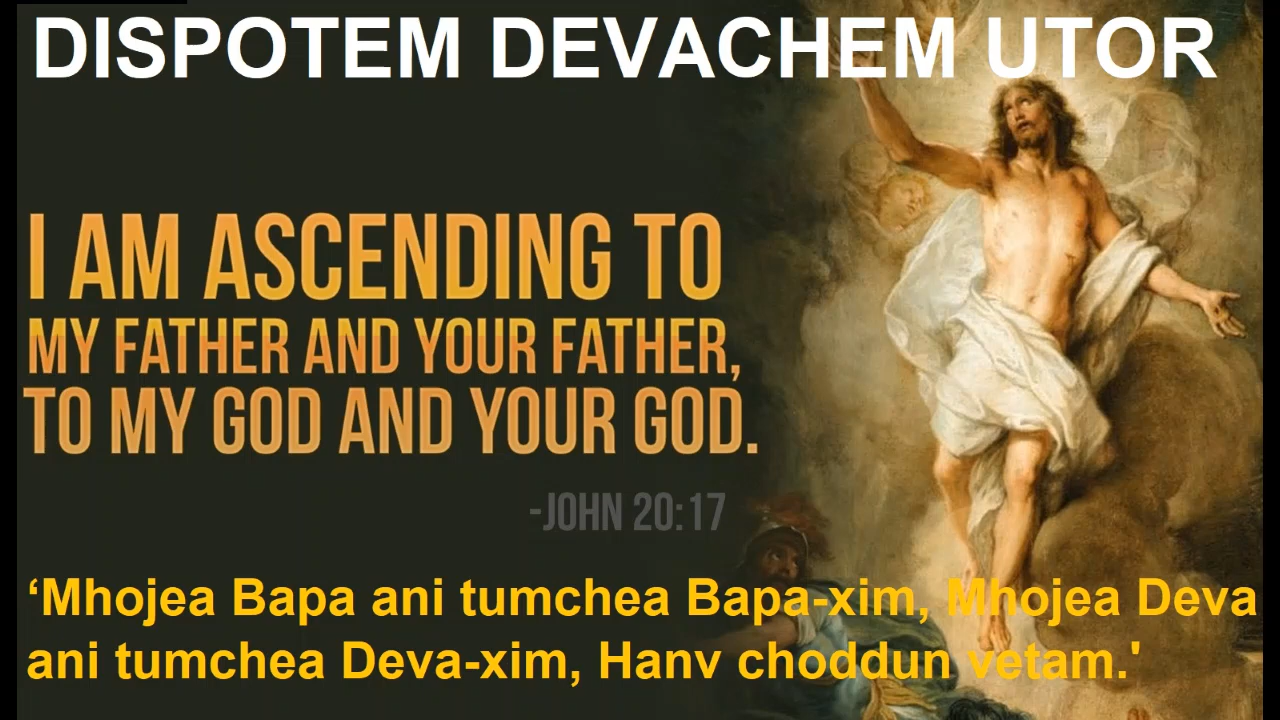 DISPOTEM DEVACHEM UTOR
I AM ASCENDING TO
MY FATHER AND YOUR FATHER,
TO MY GOD AND YOUR GOD.
-JOHN 20:17
‘Mhojea Bapa ani tumchea Bapa-xim, Mhojea Deva
ani tumchea Deva-xim, Hanv choddun vetam.'